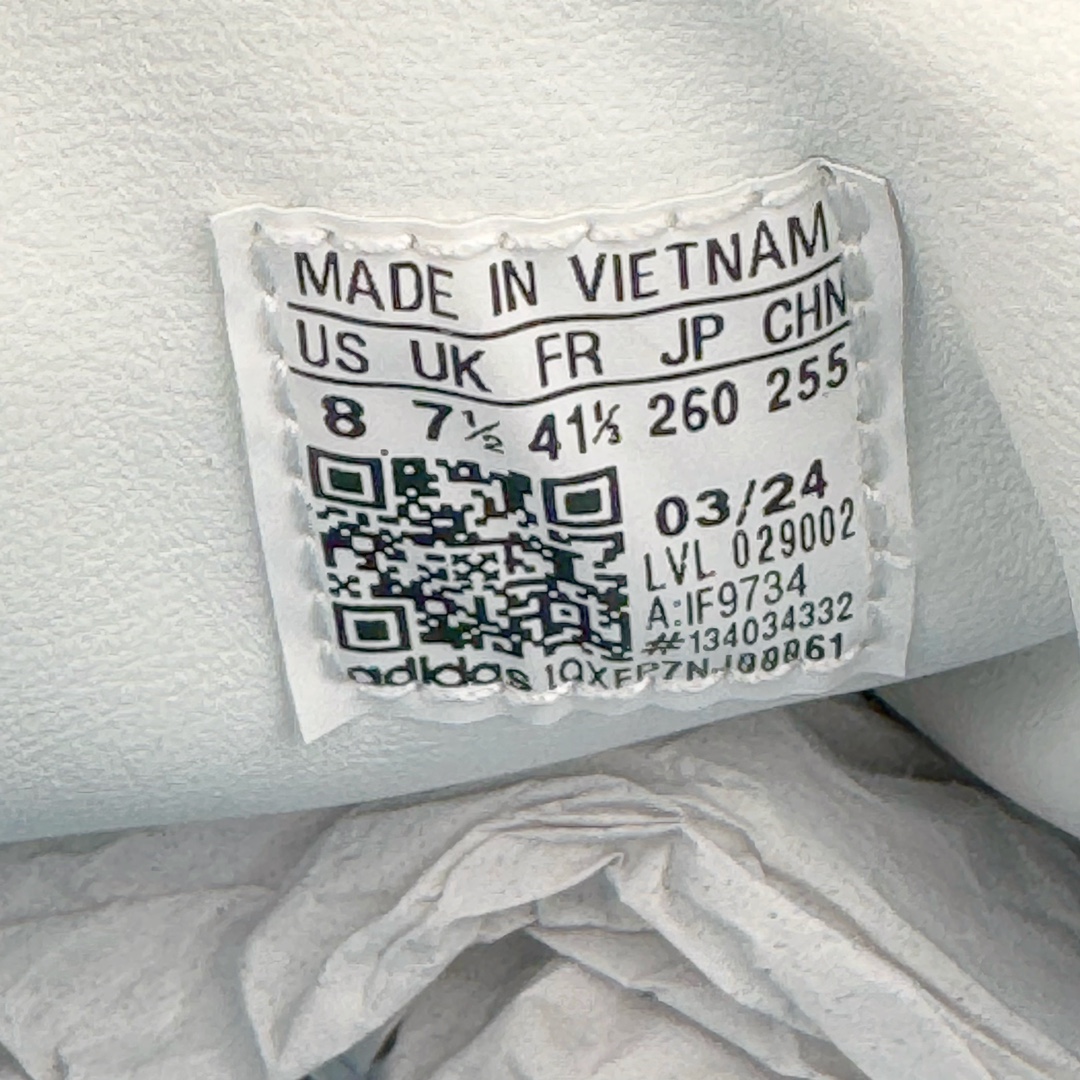 MADE IN VIETNAM
US UK FR JP CHN
8 7½ 41⅓ 260 255
03/24
LVL 029002
A:IF9734
#134034332
adidas